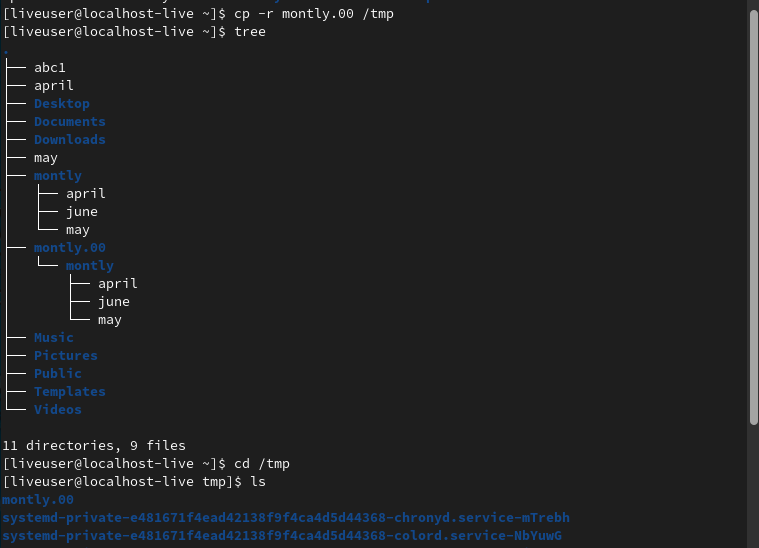 [liveuser@localhost-live ~]$ cp -r montly.00 /tmp
[liveuser@localhost-live ~]$ tree
.
├── abc1
├── april
├── Desktop
├── Documents
├── Downloads
├── may
├── montly
│   ├── april
│   ├── june
│   └── may
├── montly.00
│   └── montly
│       ├── april
│       ├── june
│       └── may
├── Music
├── Pictures
├── Public
├── Templates
└── Videos

11 directories, 9 files
[liveuser@localhost-live ~]$ cd /tmp
[liveuser@localhost-live tmp]$ ls
montly.00
systemd-private-e481671f4ead42138f9f4ca4d5d44368-chronyd.service-mTrebh
systemd-private-e481671f4ead42138f9f4ca4d5d44368-colord.service-NbYuwG